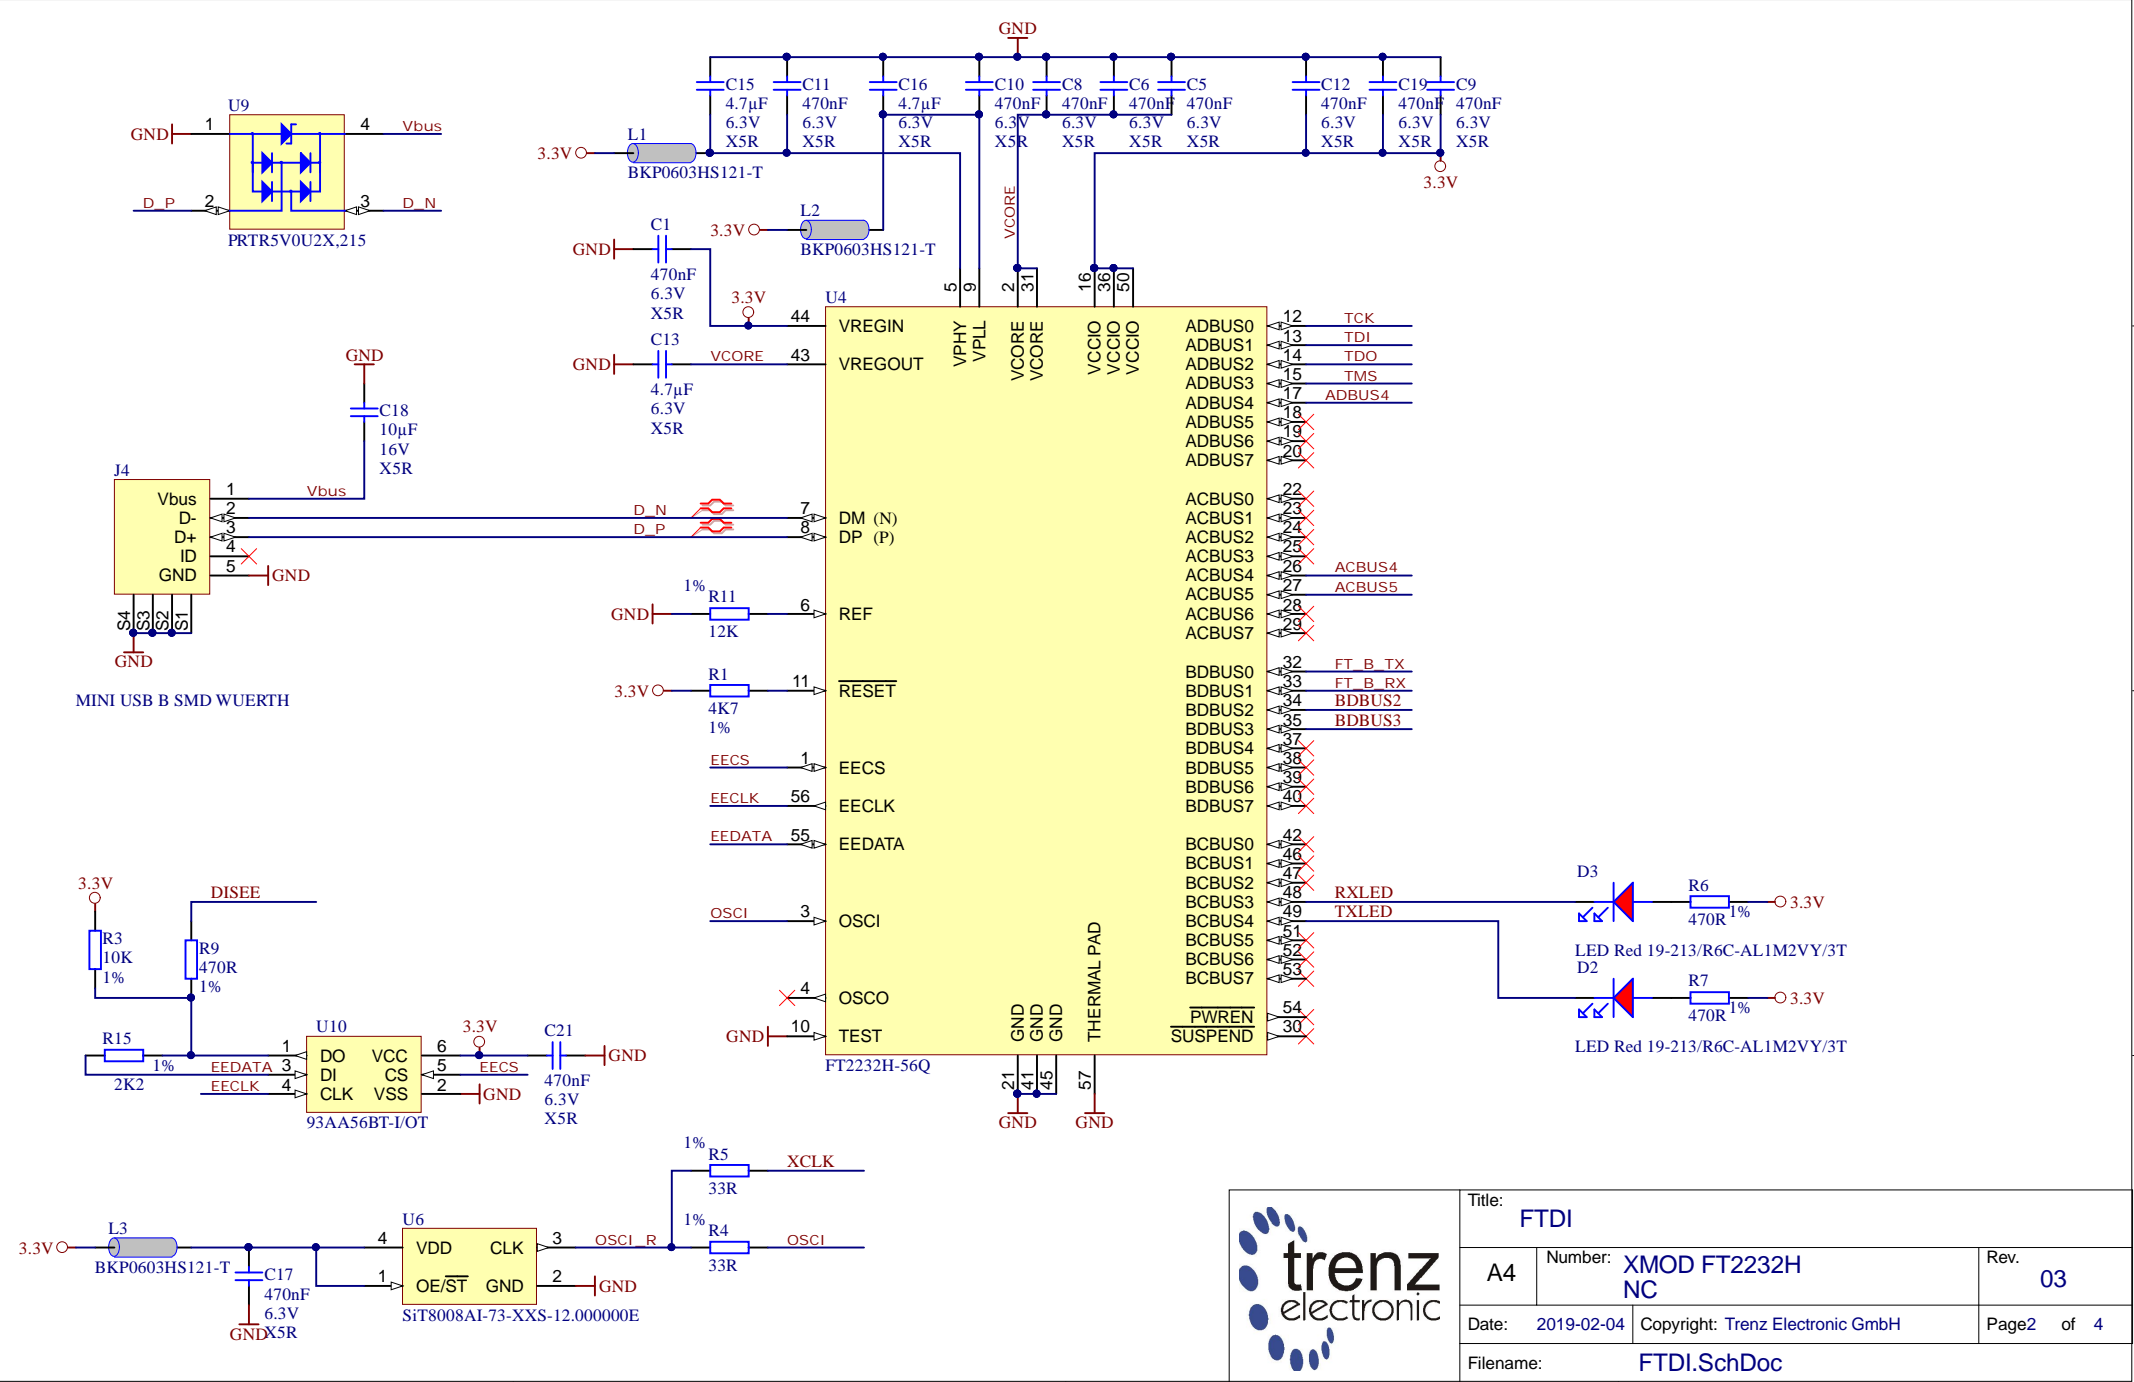 GND
C15
4.7µF
6.3V
X5R
C11
470nF
6.3V
X5R
C16
4.7µF
6.3V
X5R
C10
470nF
6.3V
X5R
C8
470nF
6.3V
X5R
C6
470nF
6.3V
X5R
C5
470nF
6.3V
X5R
C12
470nF
6.3V
X5R
C19
470nF
6.3V
X5R
C9
470nF
6.3V
X5R
3.3V
U9
GND 1 4 Vbus
D_P 2 3 D_N
PRTR5V0U2X,215
L1
3.3V
BKP0603HS121-T
L2
3.3V
BKP0603HS121-T
VCORE
C1
GND
470nF
6.3V
X5R
3.3V
C13
GND
VCORE
4.7µF
6.3V
X5R
GND
C18
10µF
16V
X5R
J4
Vbus 1 Vbus
D- 2
D+ 3
ID 4
GND 5 GND
S4 S3 S2 S1
GND
MINI USB B SMD WUERTH
D_N
D_P
1%
R11
GND
12K
R1
3.3V
4K7
1%
EECS
EECLK
EEDATA
OSCI
GND
U4
5 9 2 31 16 36 50
VPHY VPLL VCORE VCORE VCCIO VCCIO VCCIO
44 VREGIN
43 VREGOUT
7 DM (N)
8 DP (P)
6 REF
11 RESET
1 EECS
56 EECLK
55 EEDATA
3 OSCI
4 OSCO
10 TEST
FT2232H-56Q
ADBUS0 12 TCK
ADBUS1 13 TDI
ADBUS2 14 TDO
ADBUS3 15 TMS
ADBUS4 17 ADBUS4
ADBUS5 18
ADBUS6 19
ADBUS7 20
ACBUS0 22
ACBUS1 23
ACBUS2 24
ACBUS3 25
ACBUS4 26 ACBUS4
ACBUS5 27 ACBUS5
ACBUS6 28
ACBUS7 29
BDBUS0 32 FT_B_TX
BDBUS1 33 FT_B_RX
BDBUS2 34 BDBUS2
BDBUS3 35 BDBUS3
BDBUS4 37
BDBUS5 38
BDBUS6 39
BDBUS7 40
BCBUS0 42
BCBUS1 46
BCBUS2 47
BCBUS3 48 RXLED
BCBUS4 49 TXLED
BCBUS5 51
BCBUS6 52
BCBUS7 53
PWREN 54
SUSPEND 30
GND GND GND THERMAL PAD
21 41 45 57
GND GND
D3
R6
470R 1% 3.3V
LED Red 19-213/R6C-AL1M2VY/3T
D2
R7
470R 1% 3.3V
LED Red 19-213/R6C-AL1M2VY/3T
3.3V
DISEE
R3
10K
1%
R9
470R
1%
R15
1%
2K2
U10
1 DO VCC 6
EEDATA 3 DI CS 5 EECS
EECLK 4 CLK VSS 2 GND
93AA56BT-I/OT
3.3V
C21
GND
470nF
6.3V
X5R
1%
R5
XCLK
33R
1%
R4
OSCI
33R
L3
3.3V
BKP0603HS121-T
C17
470nF
6.3V
X5R
GND
U6
4 VDD CLK 3 OSCI_R
1 OE/ST GND 2 GND
SiT8008AI-73-XXS-12.000000E
trenz
electronic
Title: FTDI
A4
Number: XMOD FT2232H
NC
Rev. 03
Date: 2019-02-04
Copyright: Trenz Electronic GmbH
Page2 of 4
Filename: FTDI.SchDoc